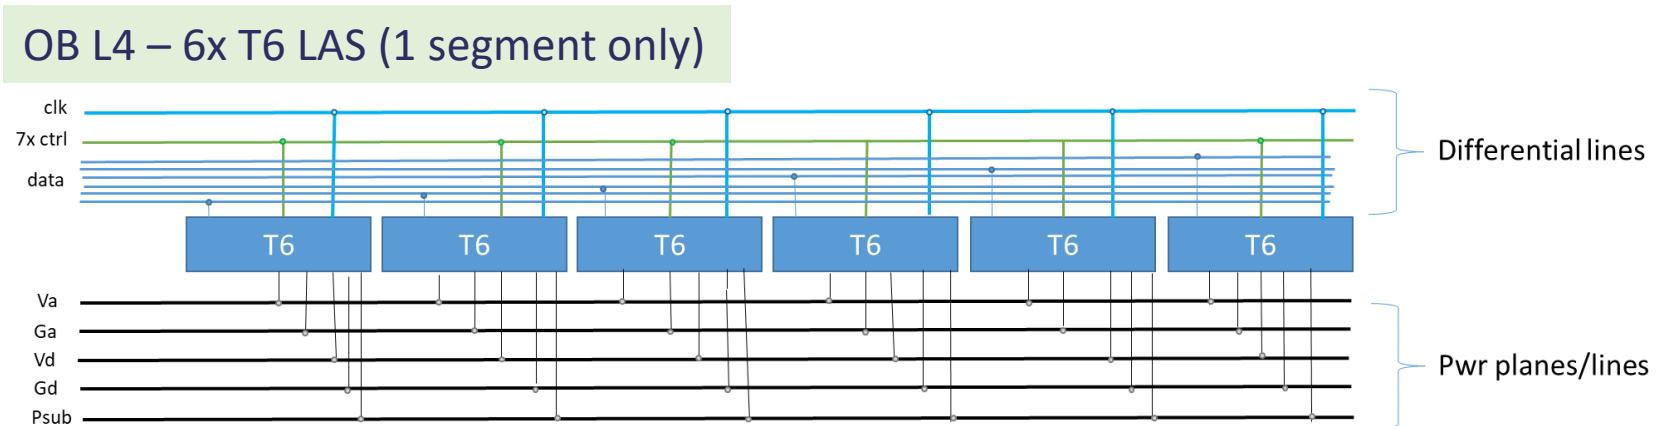 OB L4 – 6x T6 LAS (1 segment only)
clk
7x ctrl
data
Differential lines
T6 T6 T6 T6 T6 T6
Va
Ga
Vd
Gd
Psub
Pwr planes/lines